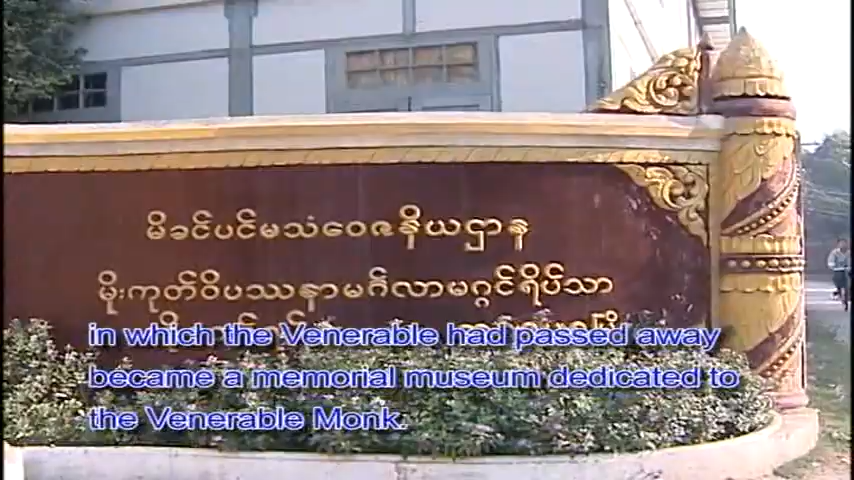 မိခင်ပင်မသံဝေဇနိယဌာန
မိုးကုတ်ဝိပဿနာမင်္ဂလာမဂ္ဂင်ရိပ်သာ
in which the Venerable had passed away
became a memorial museum dedicated to
the Venerable Monk.